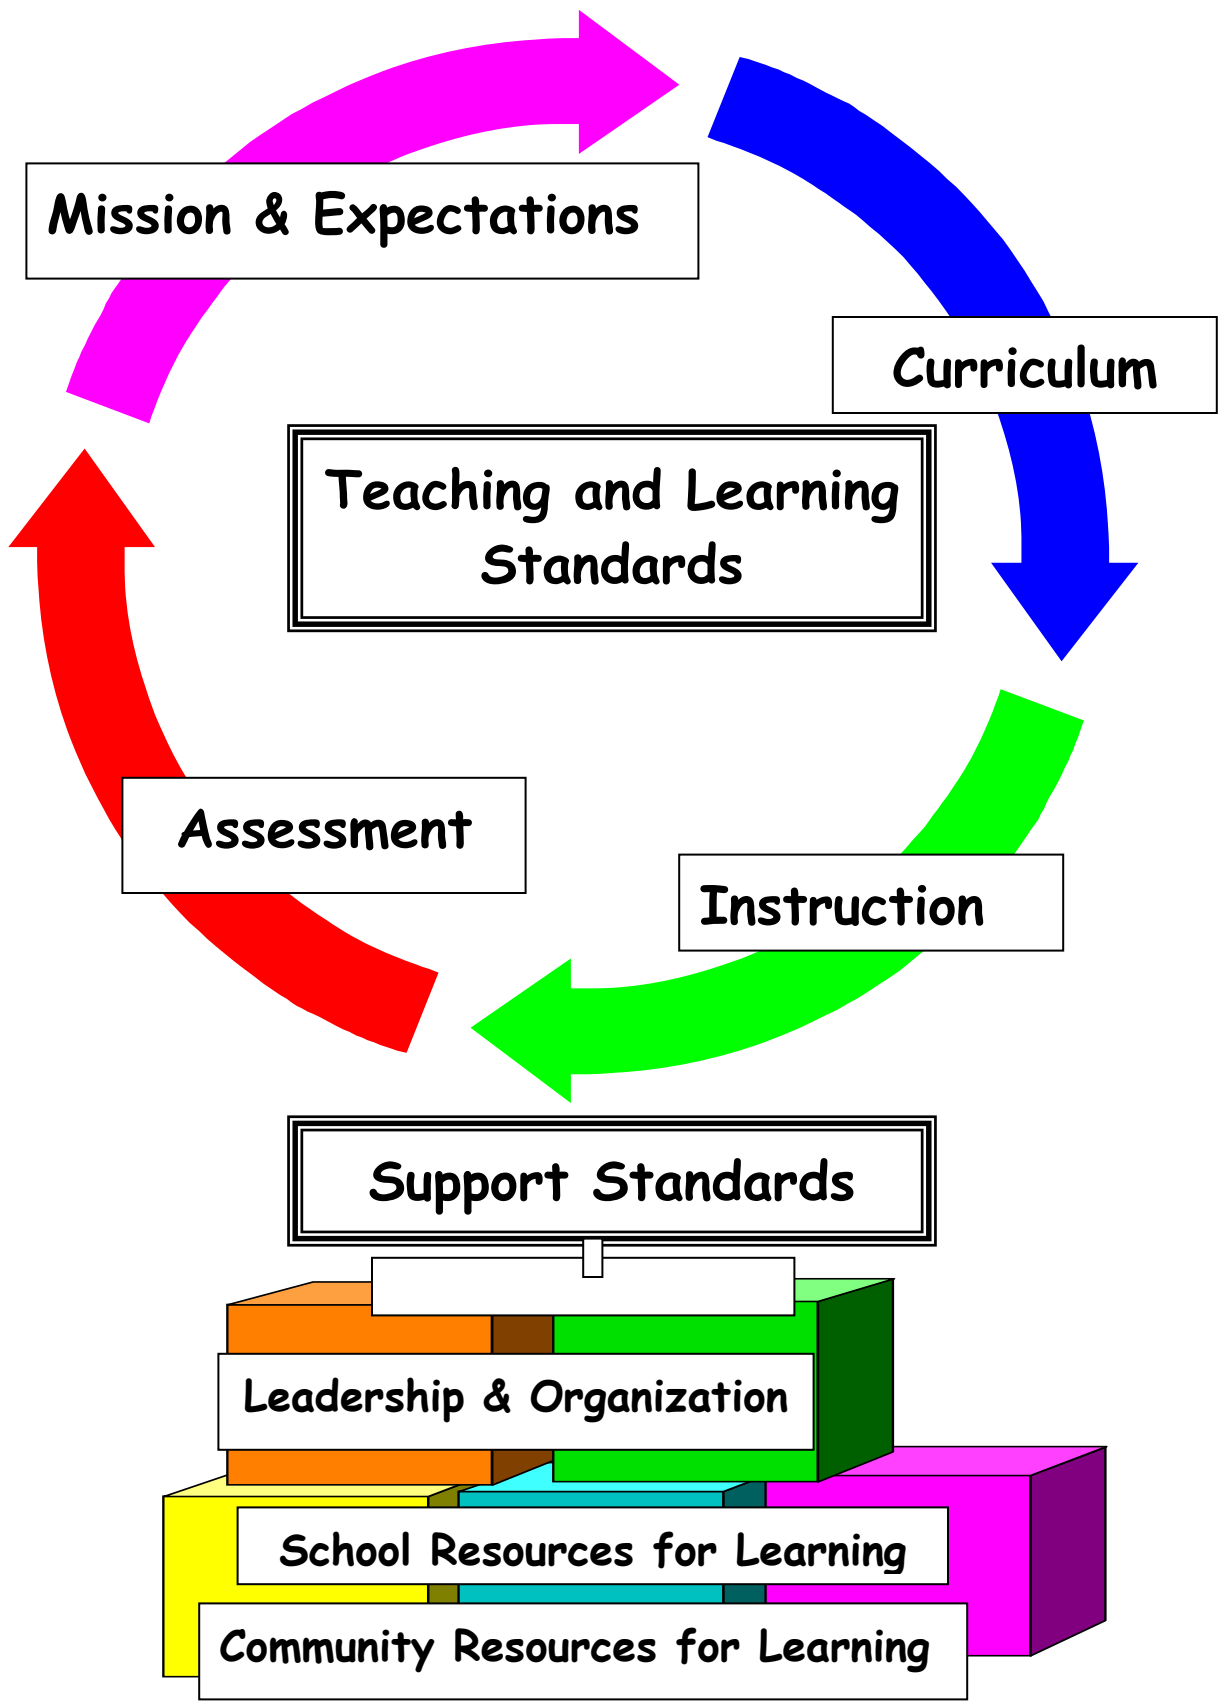 Mission & Expectations
Curriculum
Teaching and Learning
Standards
Assessment
Instruction
Support Standards
Leadership & Organization
School Resources for Learning
Community Resources for Learning